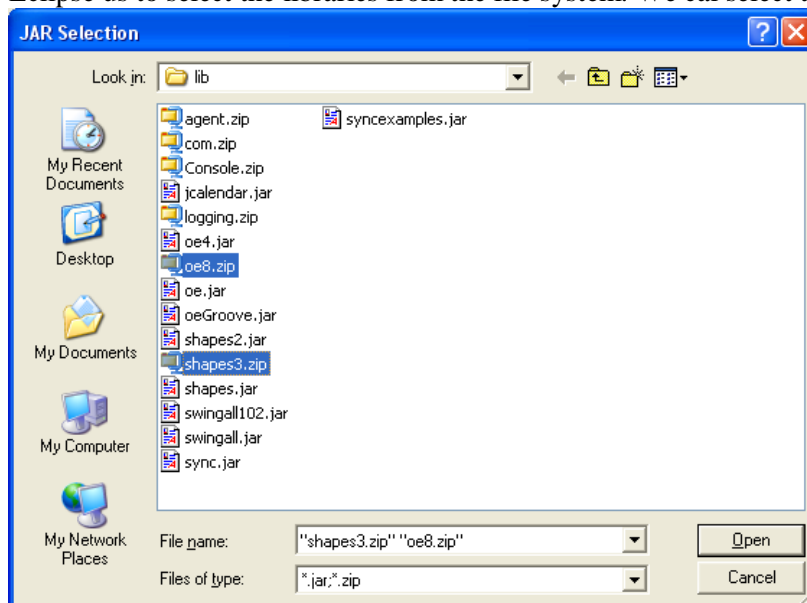 Eclipse us to select the libraries from the file system. We can select
JAR Selection
Look in:
lib
My Recent
Documents
Desktop
My Documents
My Computer
My Network
Places
agent.zip
com.zip
Console.zip
jcalendar.jar
logging.zip
oe4.jar
oe8.zip
oe.jar
oeGroove.jar
shapes2.jar
shapes3.zip
shapes.jar
swingall102.jar
swingall.jar
sync.jar
syncexamples.jar
File name:
"shapes3.zip" "oe8.zip"
Open
Files of type:
*.jar;*.zip
Cancel